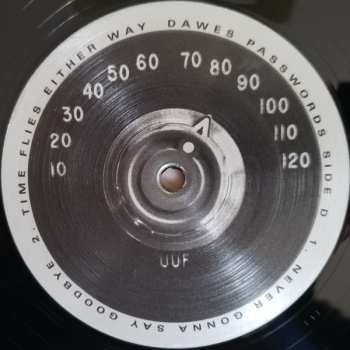 DAWES PASSWORDS SIDE D 1. NEVER GONNA SAY GOODBYE 2. TIME FLIES EITHER WAY
10 20 30 40 50 60 70 80 90 100 110 120
UUF